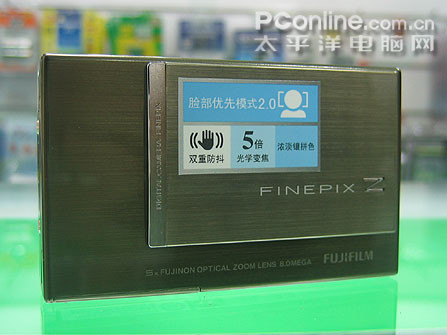 PConline.com.cn
太平洋电脑网
脸部优先模式2.0
双重防抖
5倍
光学变焦
浓淡镶拼色
DIGITAL CAMERA FINEPIX
FINEPIX Z
5x FUJINON OPTICAL ZOOM LENS 8.0MEGA
FUJIFILM